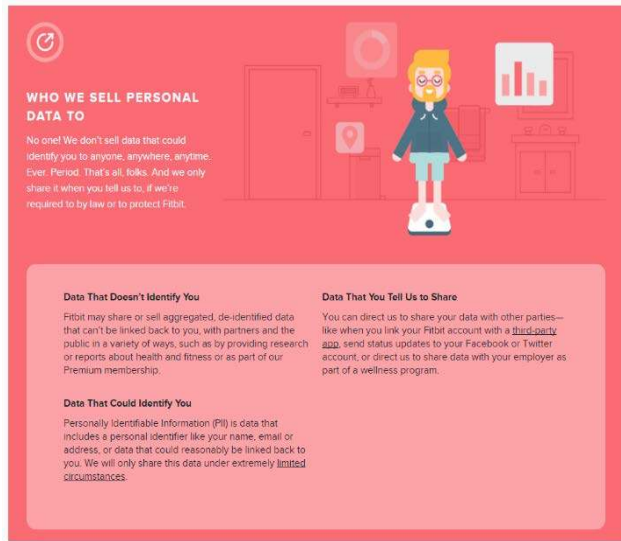 WHO WE SELL PERSONAL
DATA TO
No one! We don't sell data that could
identify you to anyone, anywhere, anytime.
Ever. Period. That's all, folks. And we only
share it when you tell us to, if we're
required to by law or to protect Fitbit.
Data That Doesn't Identify You
Fitbit may share or sell aggregated, de-identified data
that can't be linked back to you, with partners and the
public in a variety of ways, such as by providing research
or reports about health and fitness or as part of our
Premium membership.
Data That Could Identify You
Personally Identifiable Information (PII) is data that
includes a personal identifier like your name, email or
address, or data that could reasonably be linked back to
you. We will only share this data under extremely limited
circumstances.
Data That You Tell Us to Share
You can direct us to share your data with other parties—
like when you link your Fitbit account with a third-party
app, send status updates to your Facebook or Twitter
account, or direct us to share data with your employer as
part of a wellness program.